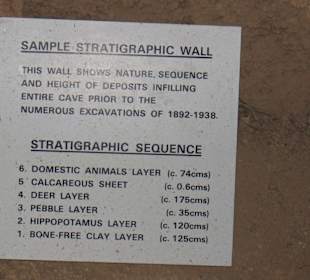 SAMPLE STRATIGRAPHIC WALL
THIS WALL SHOWS NATURE, SEQUENCE
AND HEIGHT OF DEPOSITS INFILLING
ENTIRE CAVE PRIOR TO THE
NUMEROUS EXCAVATIONS OF 1892-1938.
STRATIGRAPHIC SEQUENCE
6. DOMESTIC ANIMALS LAYER (c. 74cms)
5 CALCAREOUS SHEET (c. 0.6cms)
4. DEER LAYER (c. 175cms)
3. PEBBLE LAYER (c. 35cms)
2. HIPPOPOTAMUS LAYER (c. 120cms)
1. BONE-FREE CLAY LAYER (c. 125cms)